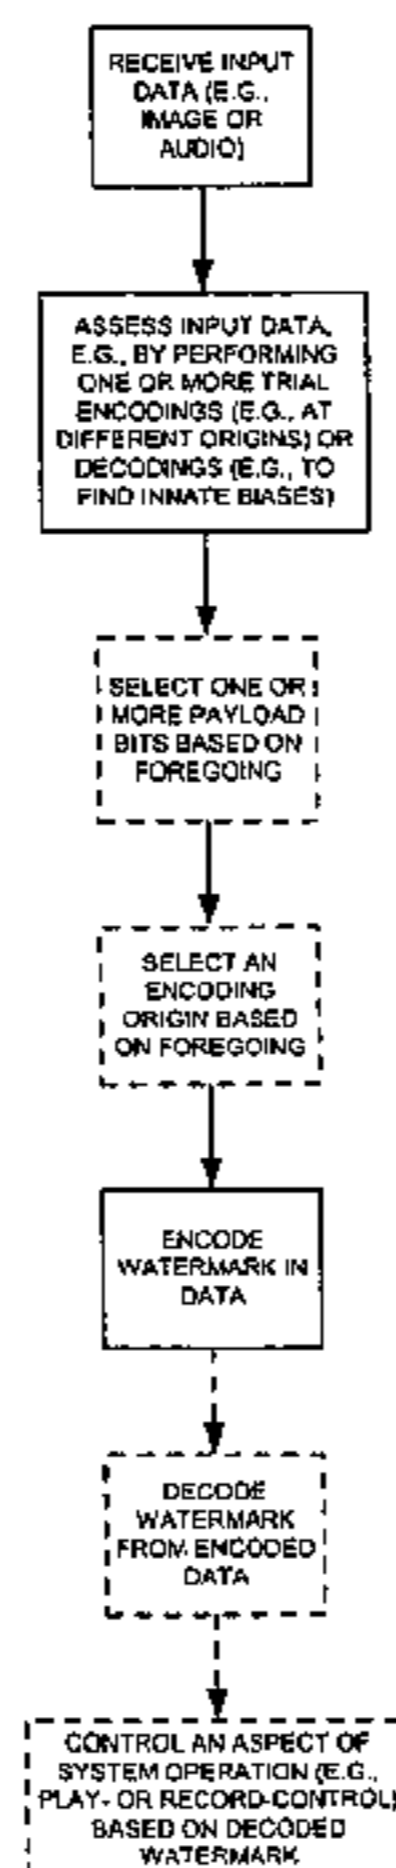 RECEIVE INPUT
DATA (E.G.,
IMAGE OR
AUDIO)
ASSESS INPUT DATA,
E.G., BY PERFORMING
ONE OR MORE TRIAL
ENCODINGS (E.G., AT
DIFFERENT ORIGINS) OR
DECODINGS (E.G., TO
FIND INNATE BIASES)
SELECT ONE OR
MORE PAYLOAD
BITS BASED ON
FOREGOING
SELECT AN
ENCODING
ORIGIN BASED
ON FOREGOING
ENCODE
WATERMARK IN
DATA
DECODE
WATERMARK
FROM ENCODED
DATA
CONTROL AN ASPECT OF
SYSTEM OPERATION (E.G.,
PLAY- OR RECORD-CONTROL)
BASED ON DECODED
WATERMARK